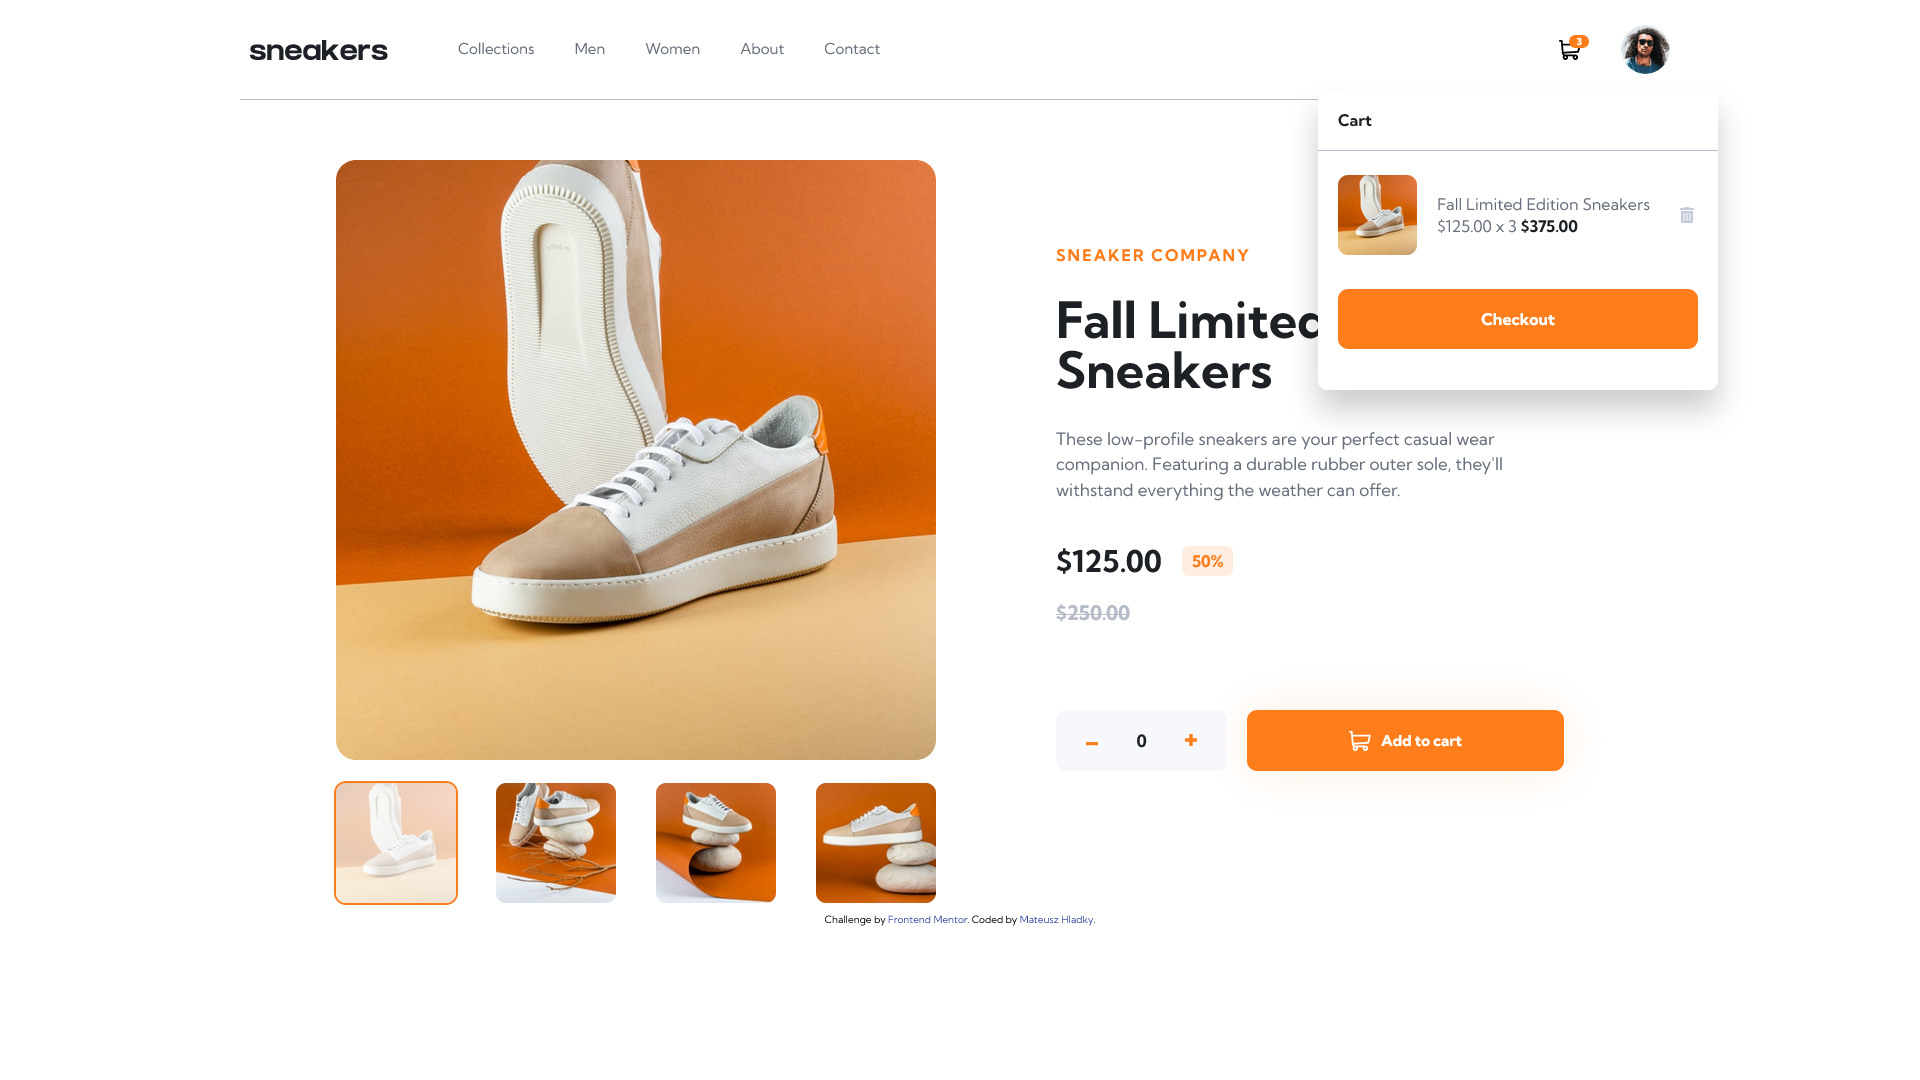 sneakers
Collections
Men
Women
About
Contact
3
Cart
Fall Limited Edition Sneakers
$125.00 x 3 $375.00
Checkout
SNEAKER COMPANY
Fall Limited
Sneakers
These low-profile sneakers are your perfect casual wear
companion. Featuring a durable rubber outer sole, they'll
withstand everything the weather can offer.
$125.00
50%
$250.00
0
Add to cart
Challenge by Frontend Mentor. Coded by Mateusz Hladky.